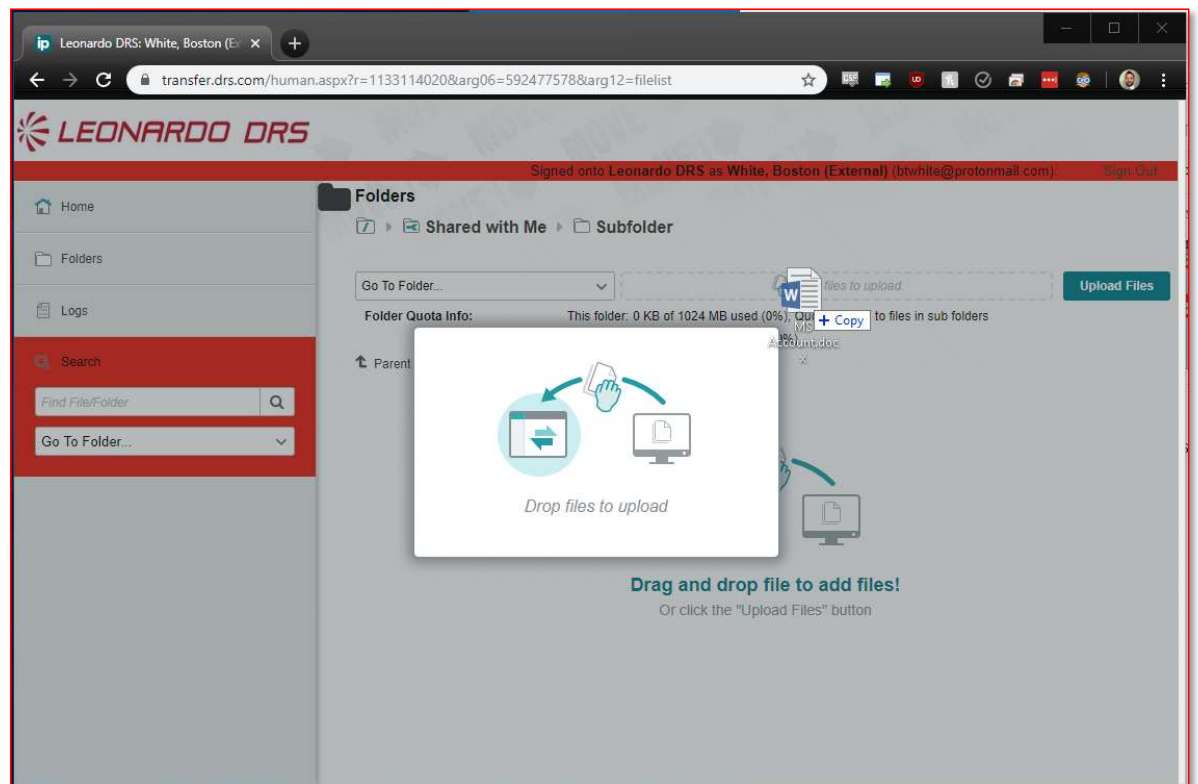 Leonardo DRS: White, Boston (Ex
transfer.drs.com/human.aspx?r=1133114020&arg06=592477578&arg12=filelist
LEONARDO DRS
Signed onto Leonardo DRS as White, Boston (External) (btwhite@protonmail.com). Sign Out
Home
Folders
Logs
Search
Find File/Folder
Go To Folder...
Folders
Shared with Me Subfolder
Go To Folder... files to upload. Upload Files
Folder Quota Info: This folder: 0 KB of 1024 MB used (0%), to files in sub folders
W
+ Copy
MS
Account.doc
x
Parent
Drop files to upload
Drag and drop file to add files!
Or click the "Upload Files" button